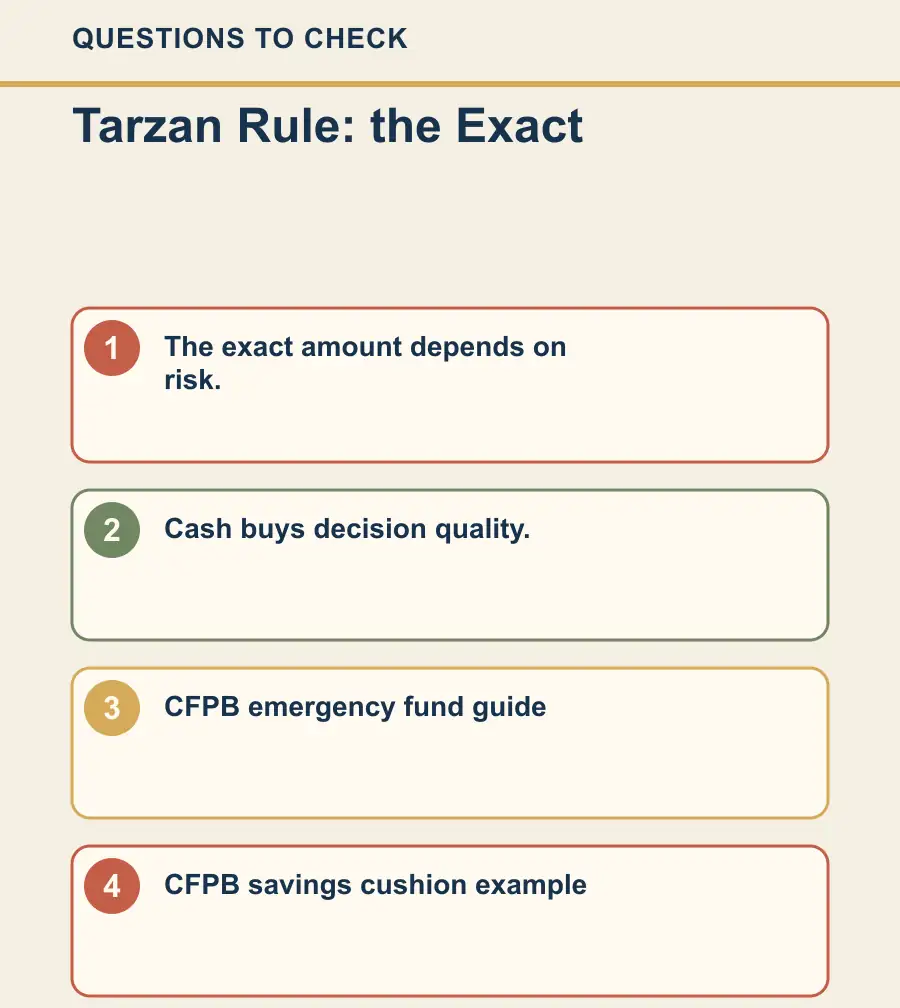 QUESTIONS TO CHECK
Tarzan Rule: the Exact
1
The exact amount depends on
risk.
2
Cash buys decision quality.
3
CFPB emergency fund guide
4
CFPB savings cushion example